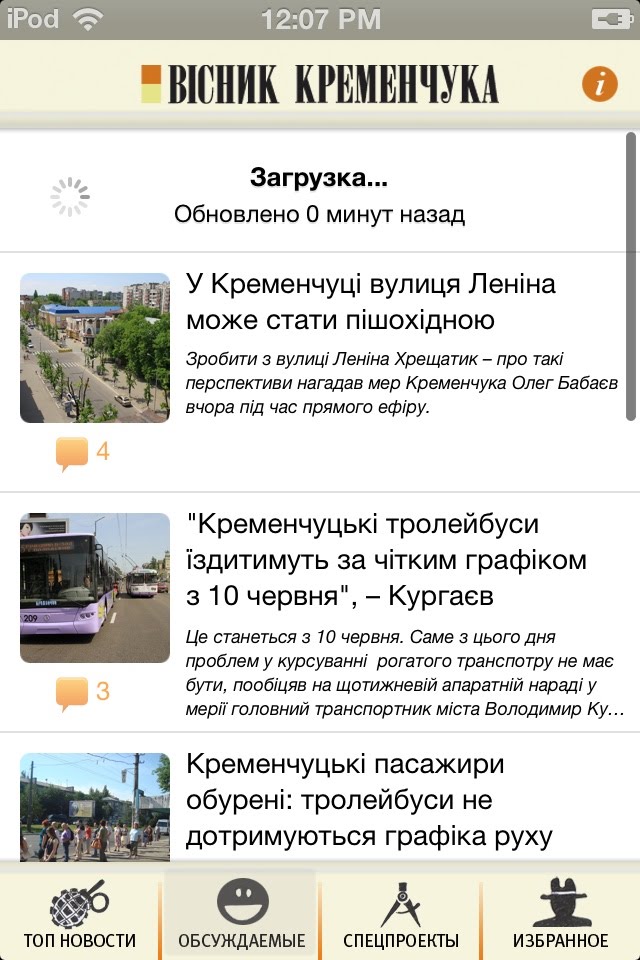 iPod 12:07 PM
ВІСНИК КРЕМЕНЧУКА i
Загрузка...
Обновлено 0 минут назад
У Кременчуці вулиця Леніна
може стати пішохідною
Зробити з вулиці Леніна Хрещатик – про такі
перспективи нагадав мер Кременчука Олег Бабаєв
вчора під час прямого ефіру.
4
"Кременчуцькі тролейбуси
їздитимуть за чітким графіком
з 10 червня", – Кургаєв
Це станеться з 10 червня. Саме з цього дня
проблем у курсуванні рогатого транспотру не має
бути, пообіцяв на щотижневій апаратній нараді у
мерії головний транспортник міста Володимир Ку...
209
3
Кременчуцькі пасажири
обурені: тролейбуси не
дотримуються графіка руху
ТОП НОВОСТИ ОБСУЖДАЕМЫЕ СПЕЦПРОЕКТЫ ИЗБРАННОЕ